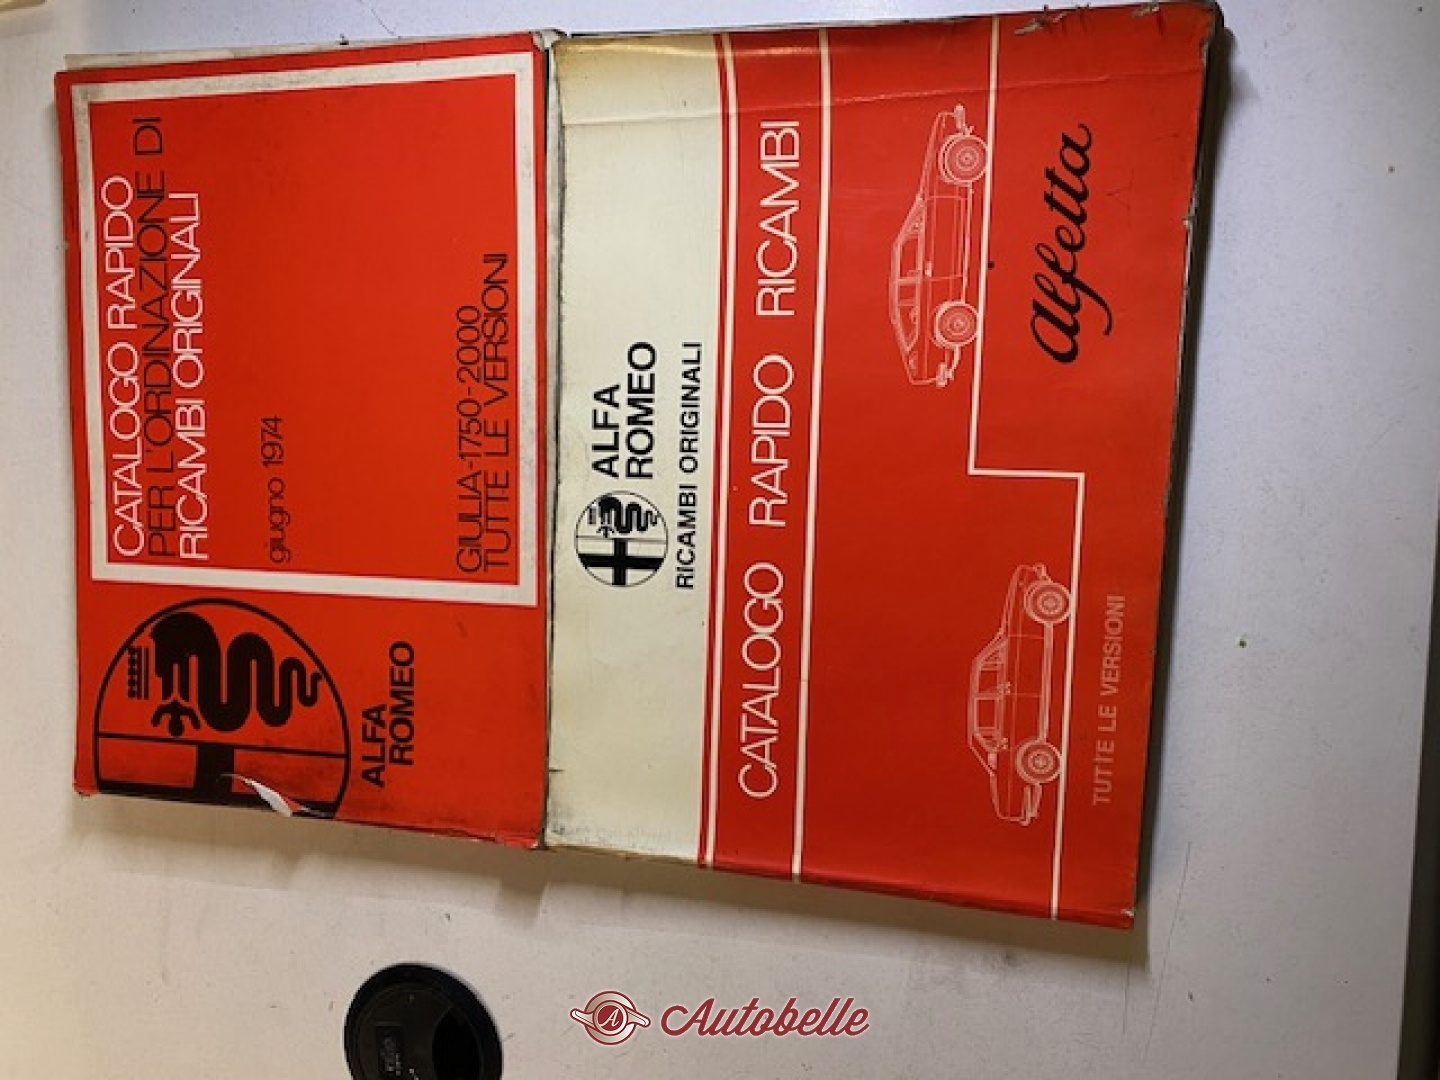 CATALOGO RAPIDO
PER L'ORDINAZIONE DI
RICAMBI ORIGINALI
giugno 1974
GIULIA-1750-2000
TUTTE LE VERSIONI
ALFA
ROMEO
ALFA
ROMEO
RICAMBI ORIGINALI
CATALOGO RAPIDO RICAMBI
Alfetta
TUTTE LE VERSIONI
A Autobelle